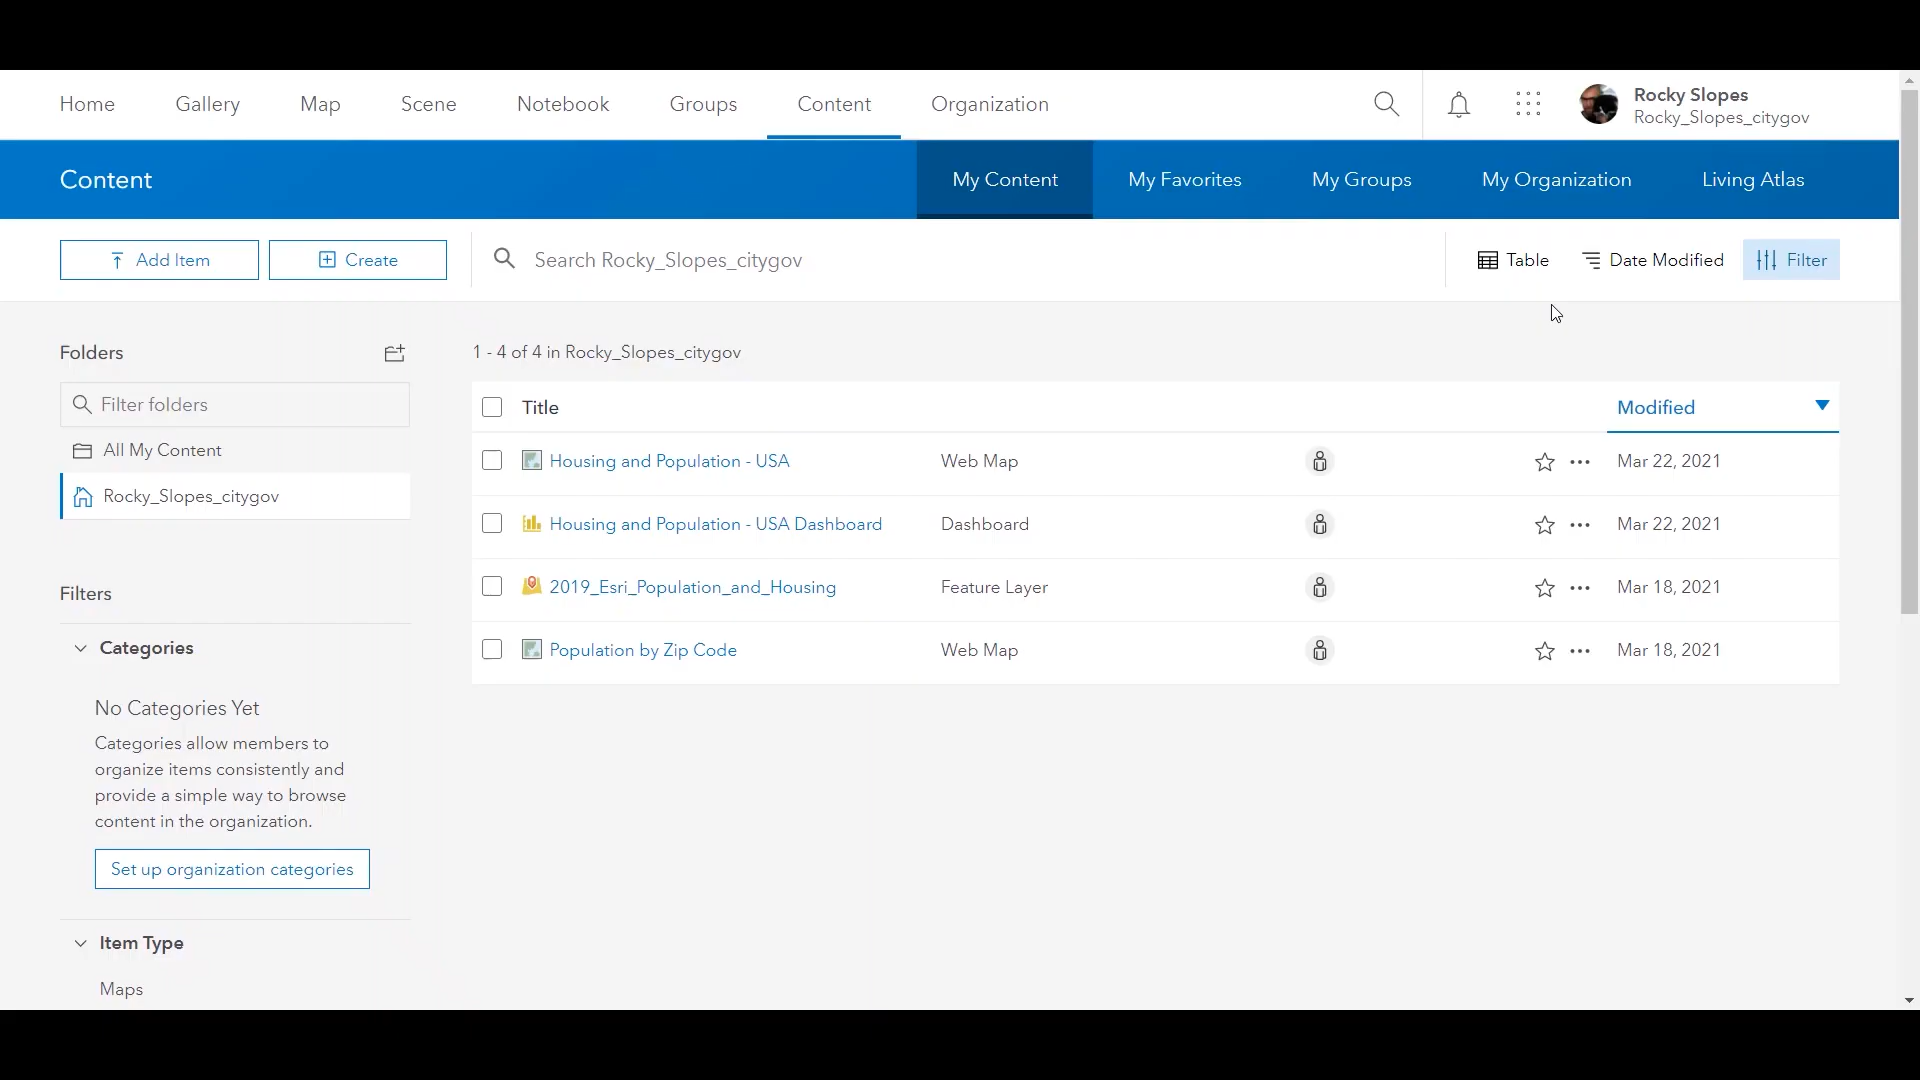 Home Gallery Map Scene Notebook Groups Content Organization
Rocky Slopes
Rocky_Slopes_citygov
Content My Content My Favorites My Groups My Organization Living Atlas
Add Item Create Search Rocky_Slopes_citygov Table Date Modified Filter
Folders
Filter folders
All My Content
Rocky_Slopes_citygov
Filters
Categories
No Categories Yet
Categories allow members to
organize items consistently and
provide a simple way to browse
content in the organization.
Set up organization categories
Item Type
Maps
1 - 4 of 4 in Rocky_Slopes_citygov
Title Modified
Housing and Population - USA Web Map Mar 22, 2021
Housing and Population - USA Dashboard Dashboard Mar 22, 2021
2019_Esri_Population_and_Housing Feature Layer Mar 18, 2021
Population by Zip Code Web Map Mar 18, 2021